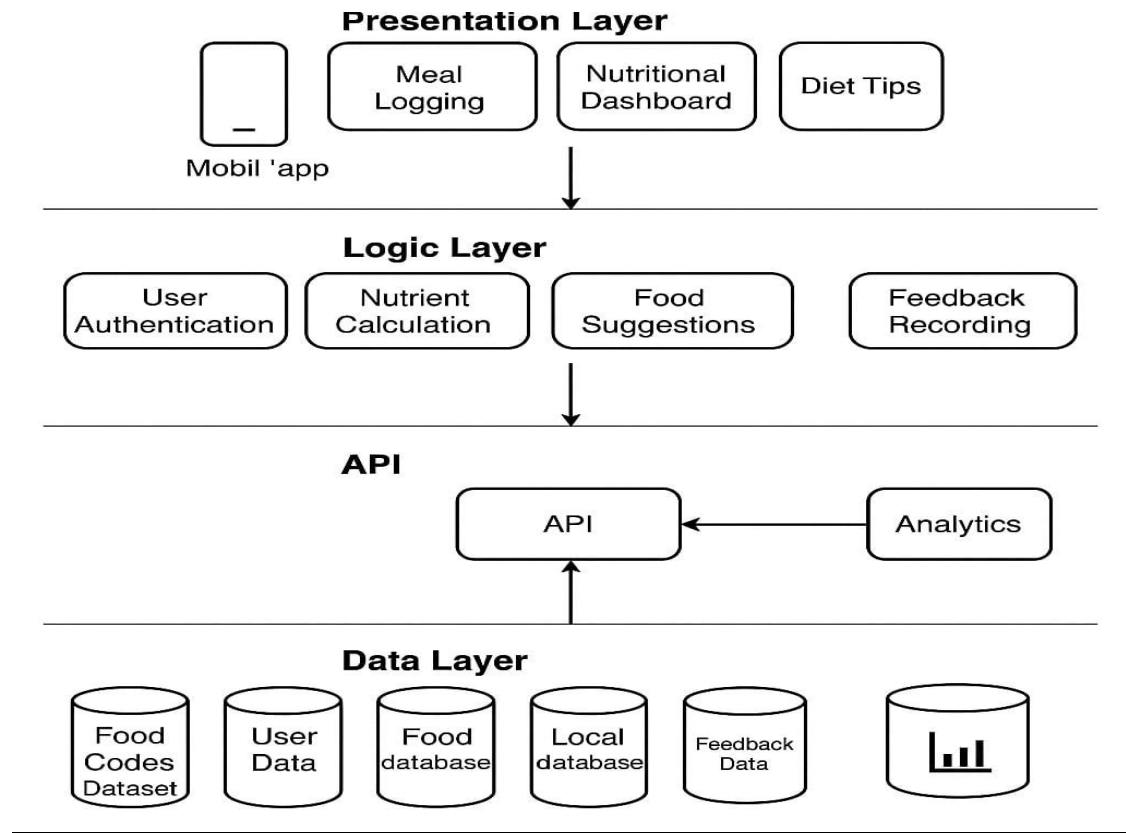 Presentation Layer
Meal
Logging
Nutritional
Dashboard
Diet Tips
Mobil 'app
Logic Layer
User
Authentication
Nutrient
Calculation
Food
Suggestions
Feedback
Recording
API
API
Analytics
Data Layer
Food
Codes
Dataset
User
Data
Food
database
Local
database
Feedback
Data